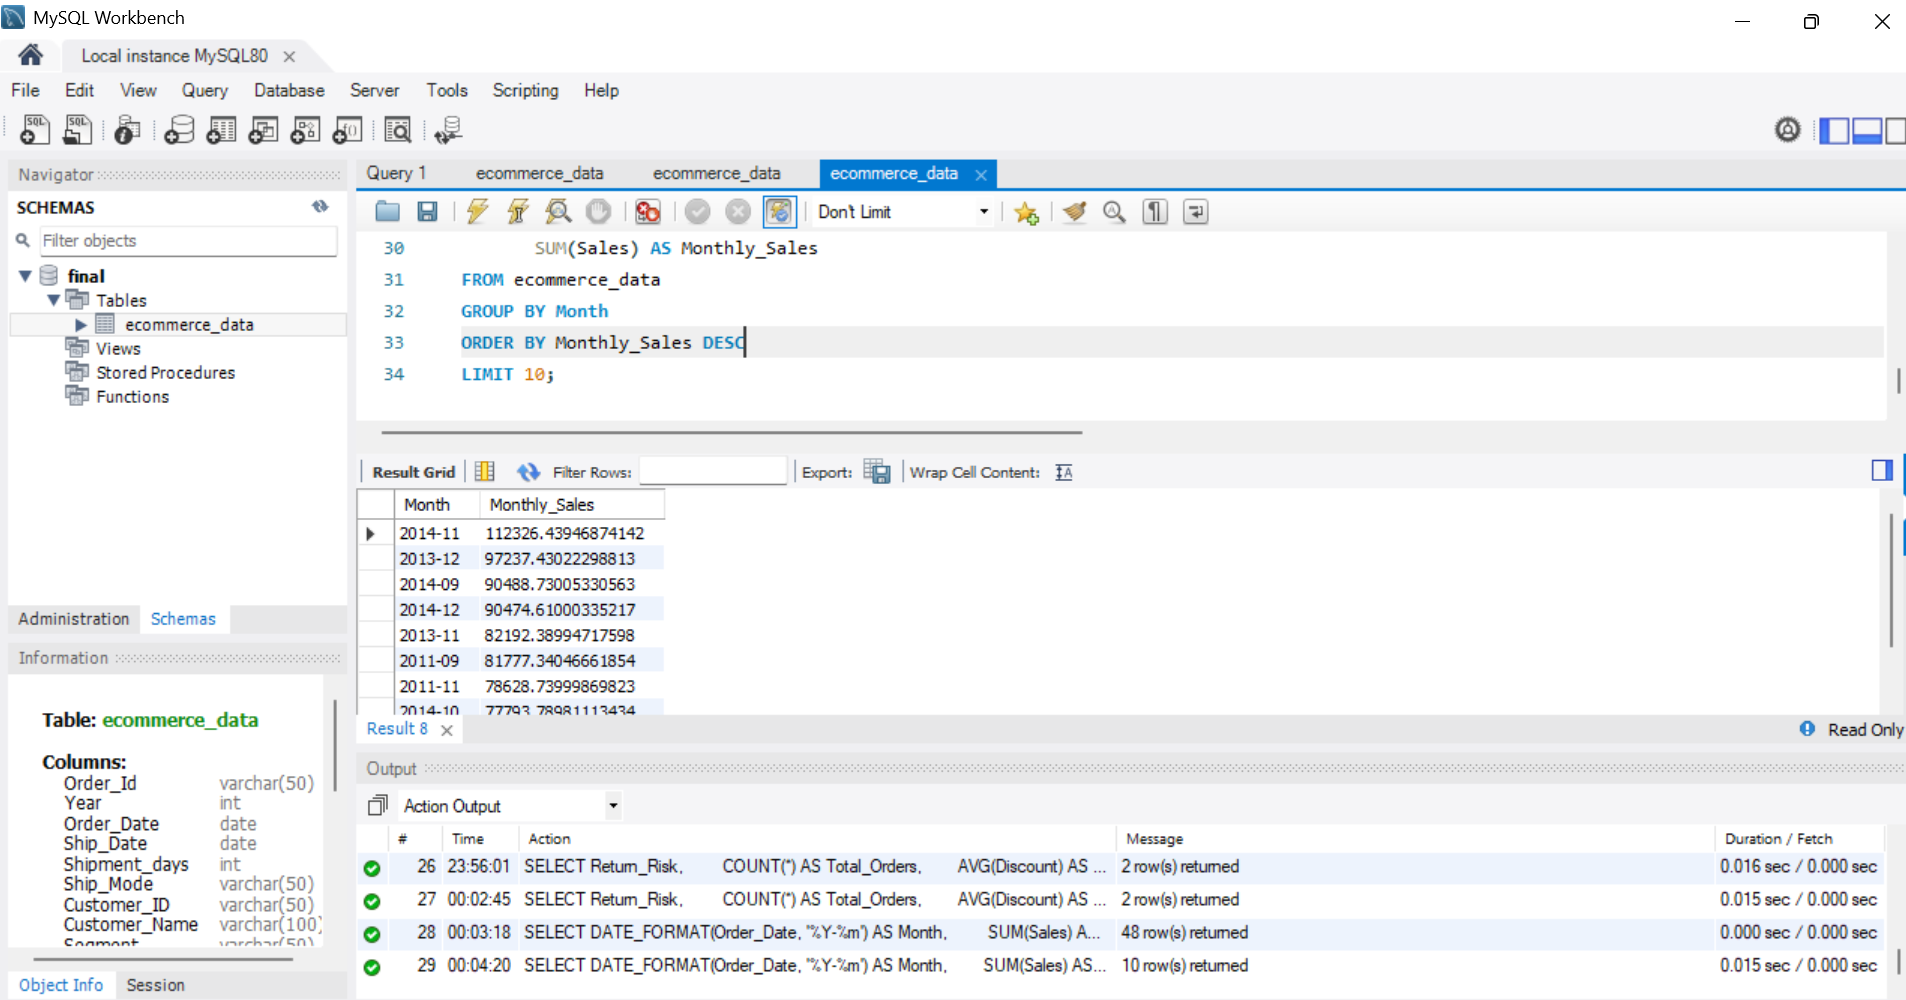 MySQL Workbench
Local instance MySQL80
File Edit View Query Database Server Tools Scripting Help
Navigator
SCHEMAS
Filter objects
final
Tables
ecommerce_data
Views
Stored Procedures
Functions
Administration Schemas
Information
Table: ecommerce_data
Columns:
Order_Id varchar(50)
Year int
Order_Date date
Ship_Date date
Shipment_days int
Ship_Mode varchar(50)
Customer_ID varchar(50)
Customer_Name varchar(100)
Segment varchar(50)
Object Info Session
Query 1 ecommerce_data ecommerce_data ecommerce_data
Don't Limit
30 SUM(Sales) AS Monthly_Sales
31 FROM ecommerce_data
32 GROUP BY Month
33 ORDER BY Monthly_Sales DESC
34 LIMIT 10;
Result Grid Filter Rows: Export: Wrap Cell Content:
Month Monthly_Sales
2014-11 112326.43946874142
2013-12 97237.43022298813
2014-09 90488.73005330563
2014-12 90474.61000335217
2013-11 82192.38994717598
2011-09 81777.34046661854
2011-11 78628.73999869823
2014-10 77793.78981113434
Result 8
Read Only
Output
Action Output
# Time Action Message Duration / Fetch
26 23:56:01 SELECT Return_Risk, COUNT(*) AS Total_Orders, AVG(Discount) AS ... 2 row(s) returned 0.016 sec / 0.000 sec
27 00:02:45 SELECT Return_Risk, COUNT(*) AS Total_Orders, AVG(Discount) AS ... 2 row(s) returned 0.015 sec / 0.000 sec
28 00:03:18 SELECT DATE_FORMAT(Order_Date, '%Y-%m') AS Month, SUM(Sales) A... 48 row(s) returned 0.000 sec / 0.000 sec
29 00:04:20 SELECT DATE_FORMAT(Order_Date, '%Y-%m') AS Month, SUM(Sales) AS... 10 row(s) returned 0.015 sec / 0.000 sec